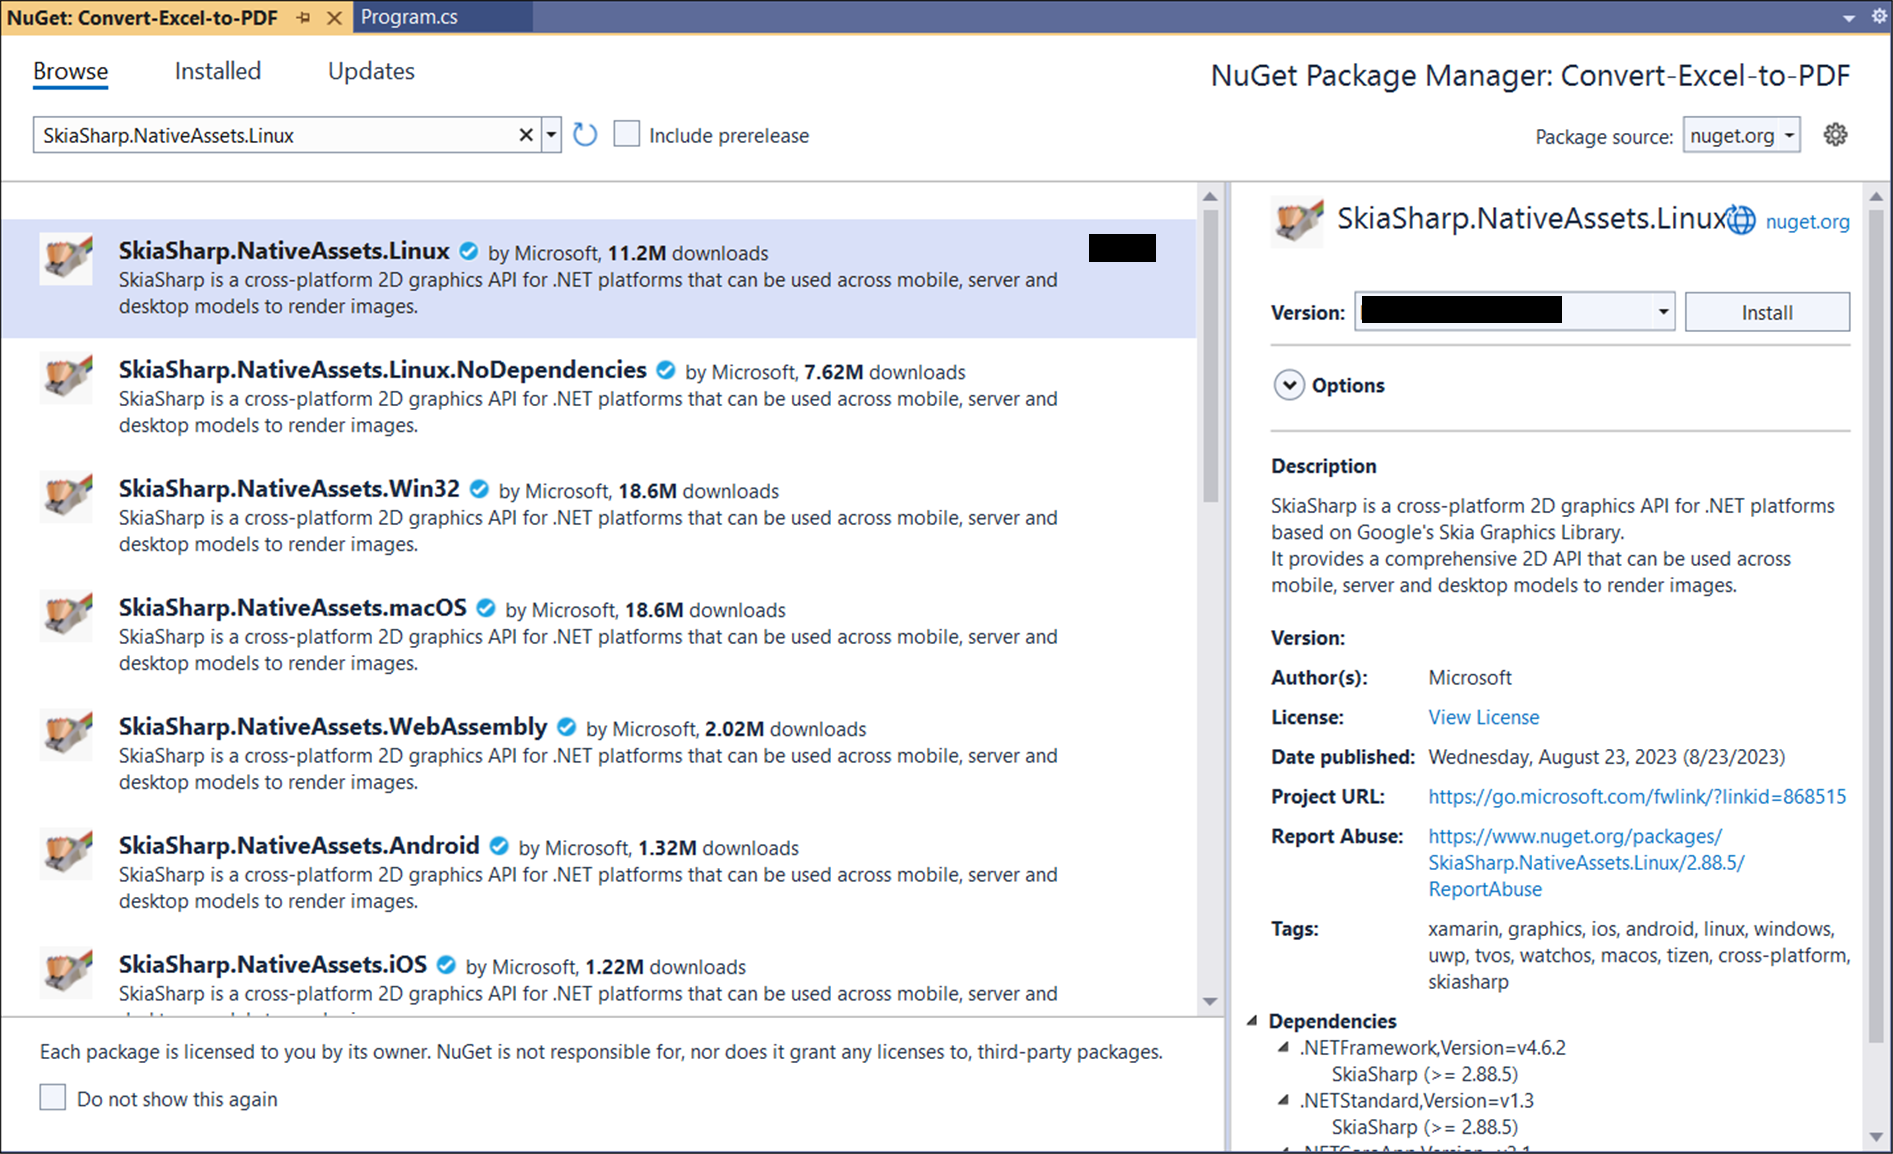 NuGet: Convert-Excel-to-PDF
Program.cs
Browse
Installed
Updates
NuGet Package Manager: Convert-Excel-to-PDF
SkiaSharp.NativeAssets.Linux
Include prerelease
Package source: nuget.org
SkiaSharp.NativeAssets.Linux by Microsoft, 11.2M downloads
SkiaSharp is a cross-platform 2D graphics API for .NET platforms that can be used across mobile, server and
desktop models to render images.
SkiaSharp.NativeAssets.Linux.NoDependencies by Microsoft, 7.62M downloads
SkiaSharp is a cross-platform 2D graphics API for .NET platforms that can be used across mobile, server and
desktop models to render images.
SkiaSharp.NativeAssets.Win32 by Microsoft, 18.6M downloads
SkiaSharp is a cross-platform 2D graphics API for .NET platforms that can be used across mobile, server and
desktop models to render images.
SkiaSharp.NativeAssets.macOS by Microsoft, 18.6M downloads
SkiaSharp is a cross-platform 2D graphics API for .NET platforms that can be used across mobile, server and
desktop models to render images.
SkiaSharp.NativeAssets.WebAssembly by Microsoft, 2.02M downloads
SkiaSharp is a cross-platform 2D graphics API for .NET platforms that can be used across mobile, server and
desktop models to render images.
SkiaSharp.NativeAssets.Android by Microsoft, 1.32M downloads
SkiaSharp is a cross-platform 2D graphics API for .NET platforms that can be used across mobile, server and
desktop models to render images.
SkiaSharp.NativeAssets.iOS by Microsoft, 1.22M downloads
SkiaSharp is a cross-platform 2D graphics API for .NET platforms that can be used across mobile, server and
Each package is licensed to you by its owner. NuGet is not responsible for, nor does it grant any licenses to, third-party packages.
Do not show this again
SkiaSharp.NativeAssets.Linux
nuget.org
Version:
Install
Options
Description
SkiaSharp is a cross-platform 2D graphics API for .NET platforms
based on Google's Skia Graphics Library.
It provides a comprehensive 2D API that can be used across
mobile, server and desktop models to render images.
Version:
Author(s): Microsoft
License: View License
Date published: Wednesday, August 23, 2023 (8/23/2023)
Project URL: https://go.microsoft.com/fwlink/?linkid=868515
Report Abuse: https://www.nuget.org/packages/
SkiaSharp.NativeAssets.Linux/2.88.5/
ReportAbuse
Tags: xamarin, graphics, ios, android, linux, windows,
uwp, tvos, watchos, macos, tizen, cross-platform,
skiasharp
Dependencies
.NETFramework,Version=v4.6.2
SkiaSharp (>= 2.88.5)
.NETStandard,Version=v1.3
SkiaSharp (>= 2.88.5)